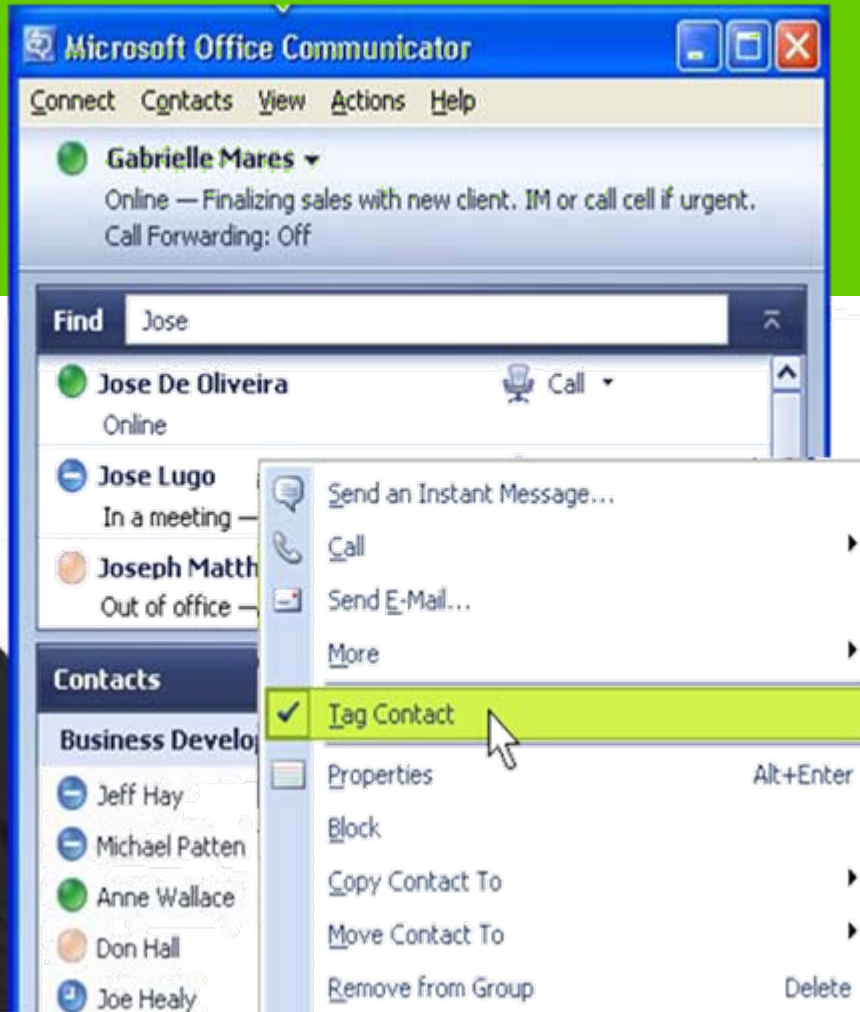 Microsoft Office Communicator
Connect Contacts View Actions Help
Gabrielle Mares
Online — Finalizing sales with new client. IM or call cell if urgent.
Call Forwarding: Off
Find Jose
Jose De Oliveira Call
Online
Jose Lugo
In a meeting —
Joseph Matth
Out of office —
Contacts
Business Develo
Jeff Hay
Michael Patten
Anne Wallace
Don Hall
Joe Healy
Send an Instant Message...
Call
Send E-Mail...
More
Tag Contact
Properties Alt+Enter
Block
Copy Contact To
Move Contact To
Remove from Group Delete